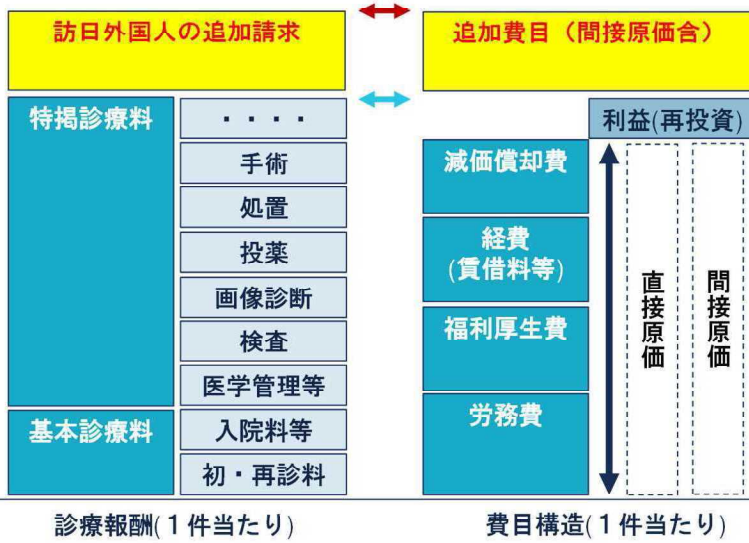 訪日外国人の追加請求
追加費目（間接原価含）
特掲診療料
・・・・
手術
処置
投薬
画像診断
検査
医学管理等
基本診療料
入院料等
初・再診料
診療報酬(１件当たり)
利益(再投資)
減価償却費
経費
(賃借料等)
福利厚生費
労務費
直接原価
間接原価
費目構造(１件当たり)